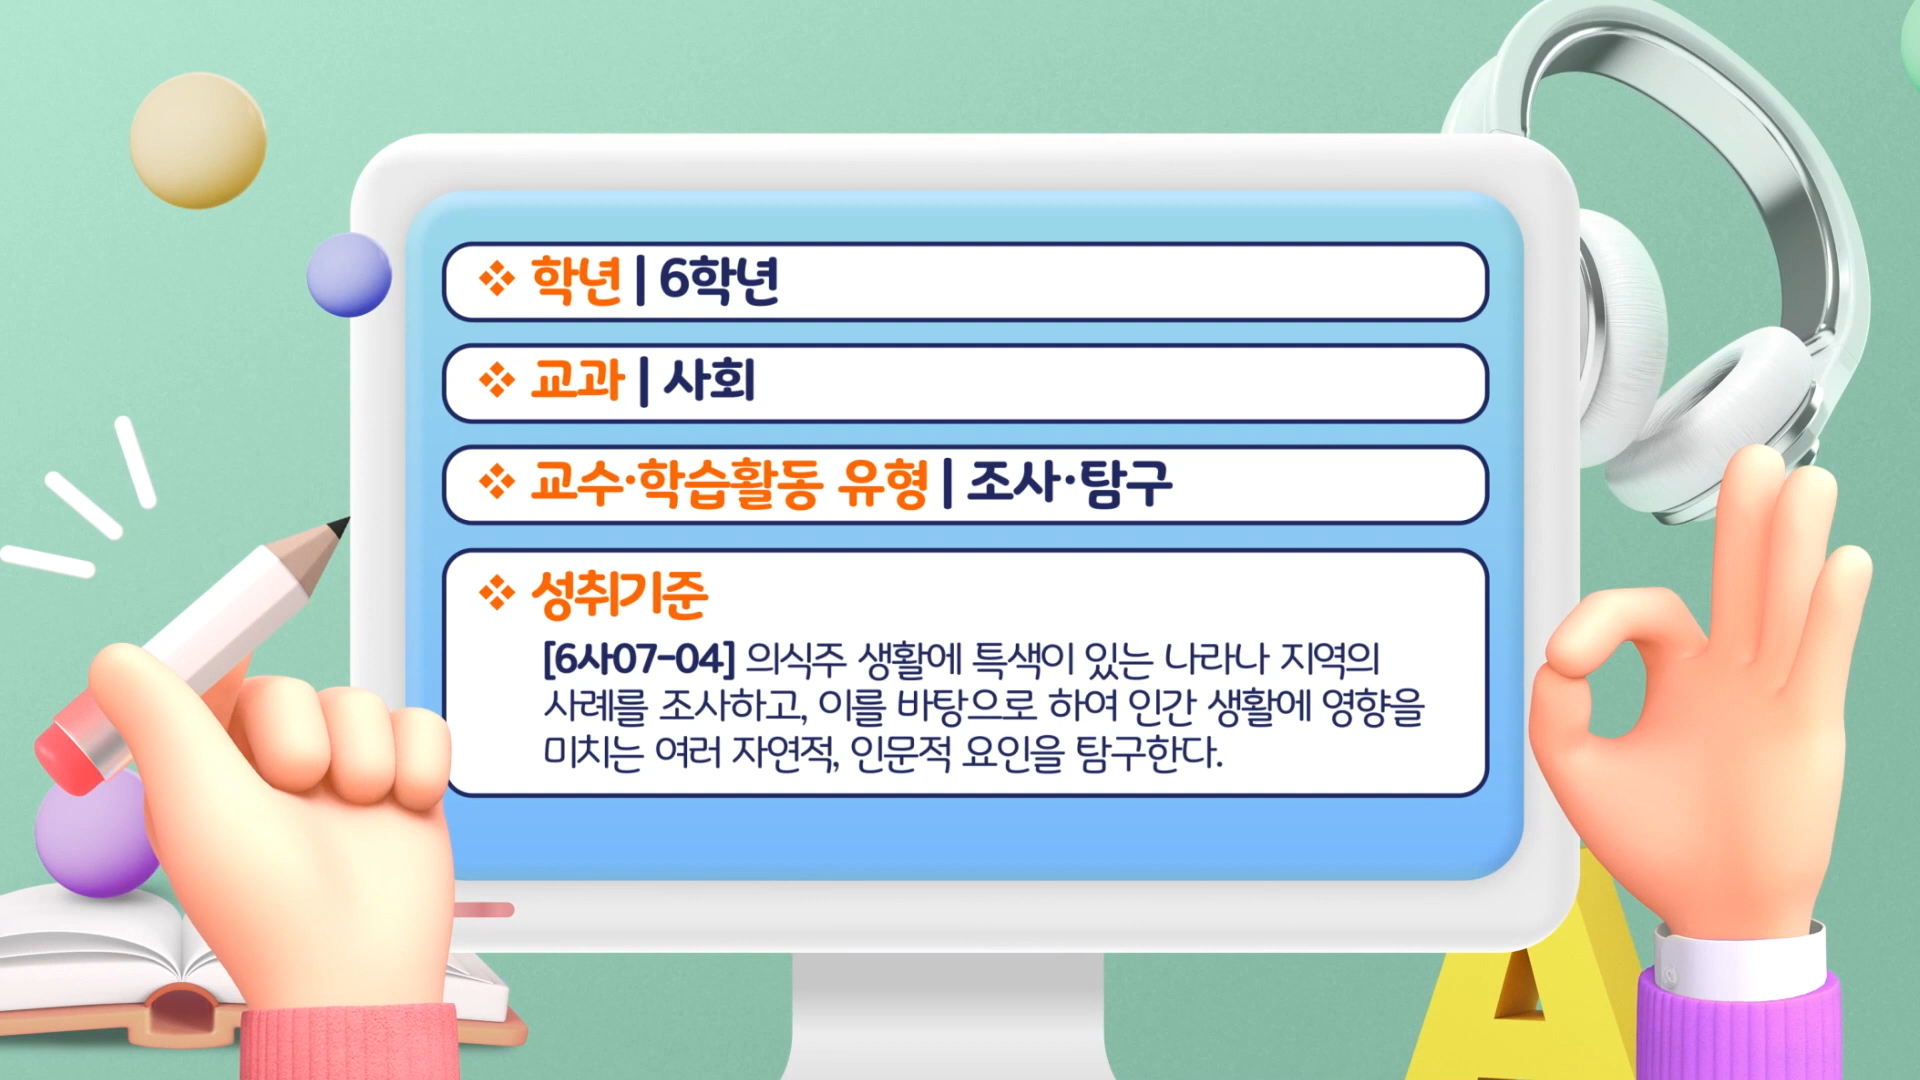 ❖ 학년 | 6학년
❖ 교과 | 사회
❖ 교수·학습활동 유형 | 조사·탐구
❖ 성취기준
[6사07-04] 의식주 생활에 특색이 있는 나라나 지역의
사례를 조사하고, 이를 바탕으로 하여 인간 생활에 영향을
미치는 여러 자연적, 인문적 요인을 탐구한다.
A